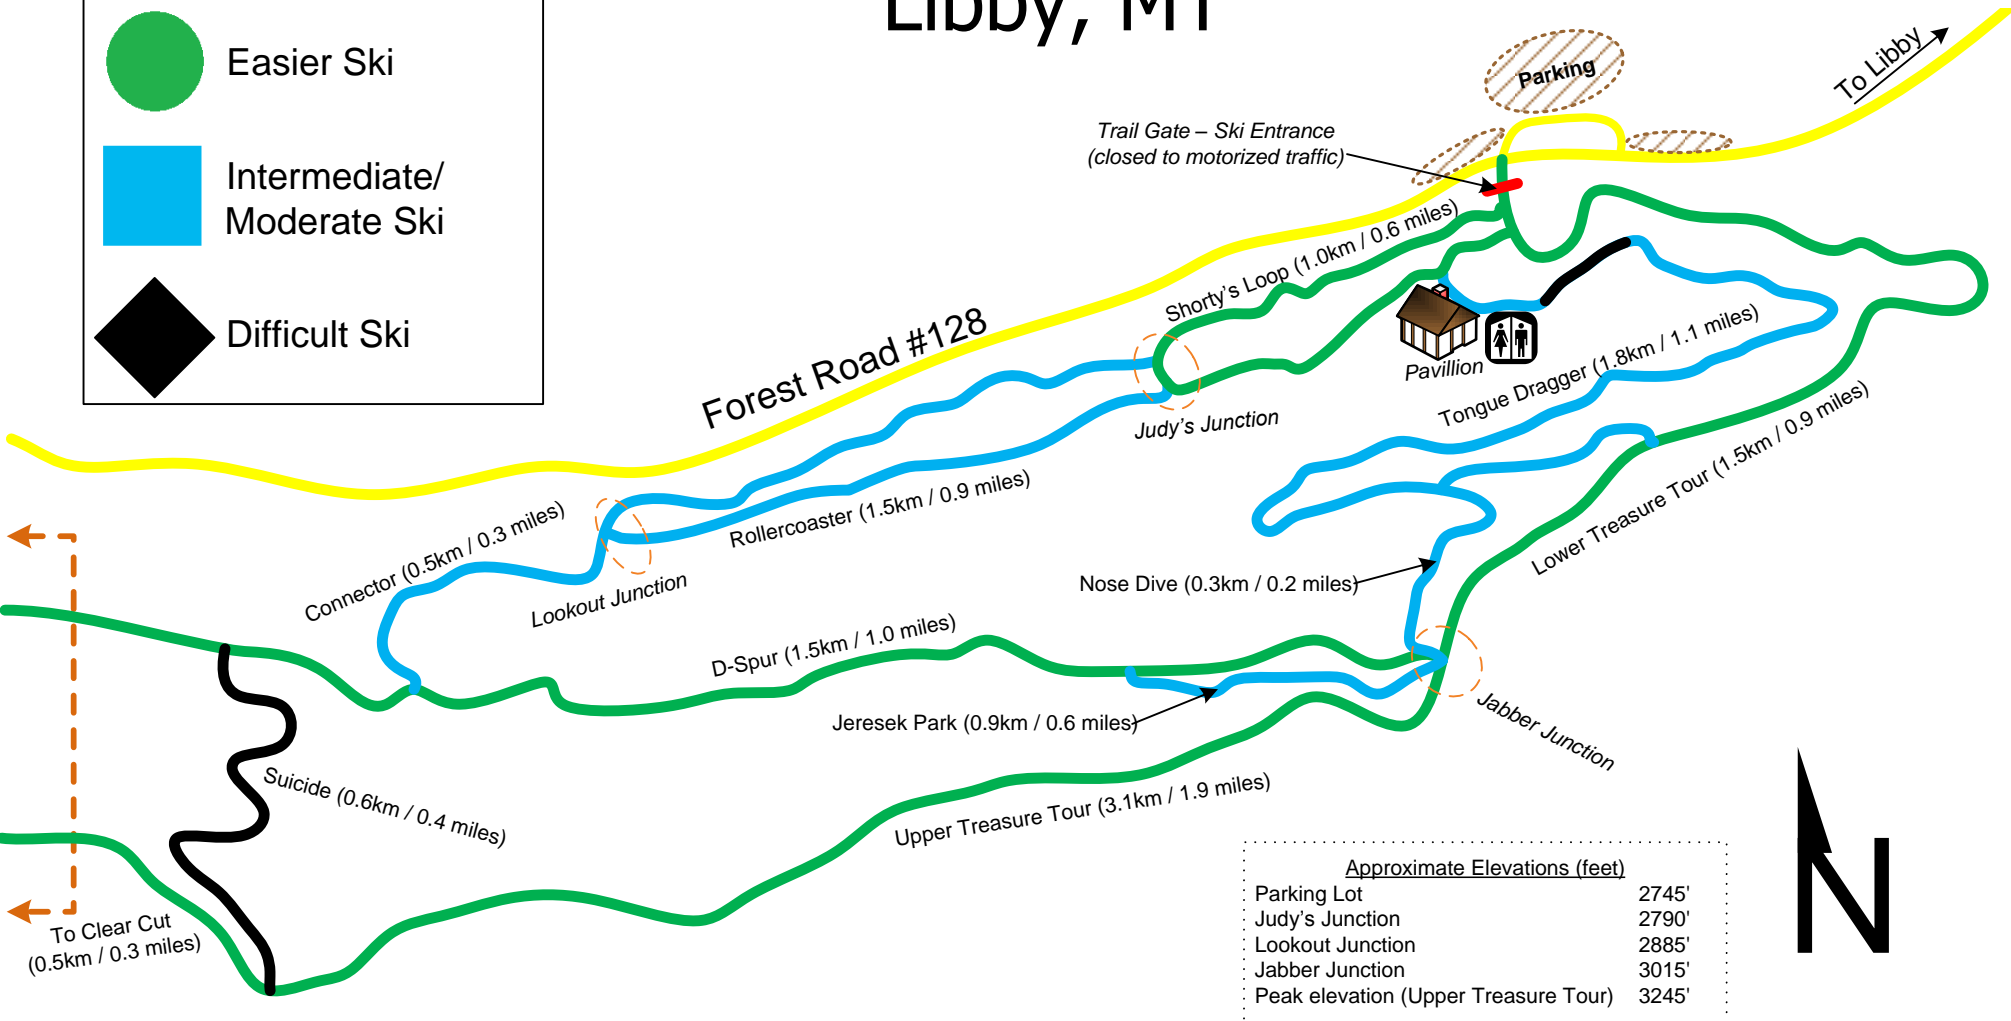 Libby, MT
Easier Ski
Intermediate/
Moderate Ski
Difficult Ski
Parking
To Libby
Trail Gate – Ski Entrance
(closed to motorized traffic)
Shorty's Loop (1.0km / 0.6 miles)
Forest Road #128
Pavillion
Judy's Junction
Tongue Dragger (1.8km / 1.1 miles)
Lower Treasure Tour (1.5km / 0.9 miles)
Rollercoaster (1.5km / 0.9 miles)
Connector (0.5km / 0.3 miles)
Lookout Junction
Nose Dive (0.3km / 0.2 miles)
D-Spur (1.5km / 1.0 miles)
Jeresek Park (0.9km / 0.6 miles)
Jabber Junction
Suicide (0.6km / 0.4 miles)
Upper Treasure Tour (3.1km / 1.9 miles)
To Clear Cut
(0.5km / 0.3 miles)
Approximate Elevations (feet)
Parking Lot 2745'
Judy's Junction 2790'
Lookout Junction 2885'
Jabber Junction 3015'
Peak elevation (Upper Treasure Tour) 3245'
N